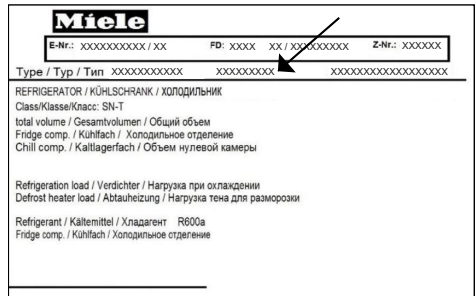 Miele
E-Nr.: XXXXXXXXXX / XX FD: XXXX XX / XXXXXXXXX Z-Nr.: XXXXXX
Type / Typ / Тип XXXXXXXXXXX XXXXXXXXX XXXXXXXXXXXXXXXXXX
REFRIGERATOR / KÜHLSCHRANK / ХОЛОДИЛЬНИК
Class/Klasse/Класс: SN-T
total volume / Gesamtvolumen / Общий объем
Fridge comp. / Kühlfach / Холодильное отделение
Chill comp. / Kaltlagerfach / Объем нулевой камеры
Refrigeration load / Verdichter / Нагрузка при охлаждении
Defrost heater load / Abtauheizung / Нагрузка тена для разморозки
Refrigerant / Kältemittel / Хладагент R600a
Fridge comp. / Kühlfach / Холодильное отделение